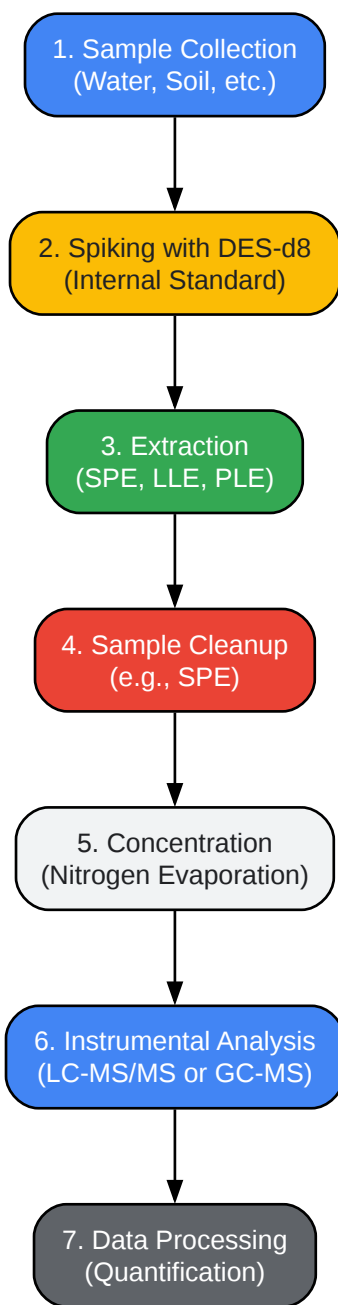 1. Sample Collection
(Water, Soil, etc.)
2. Spiking with DES-d8
(Internal Standard)
3. Extraction
(SPE, LLE, PLE)
4. Sample Cleanup
(e.g., SPE)
5. Concentration
(Nitrogen Evaporation)
6. Instrumental Analysis
(LC-MS/MS or GC-MS)
7. Data Processing
(Quantification)